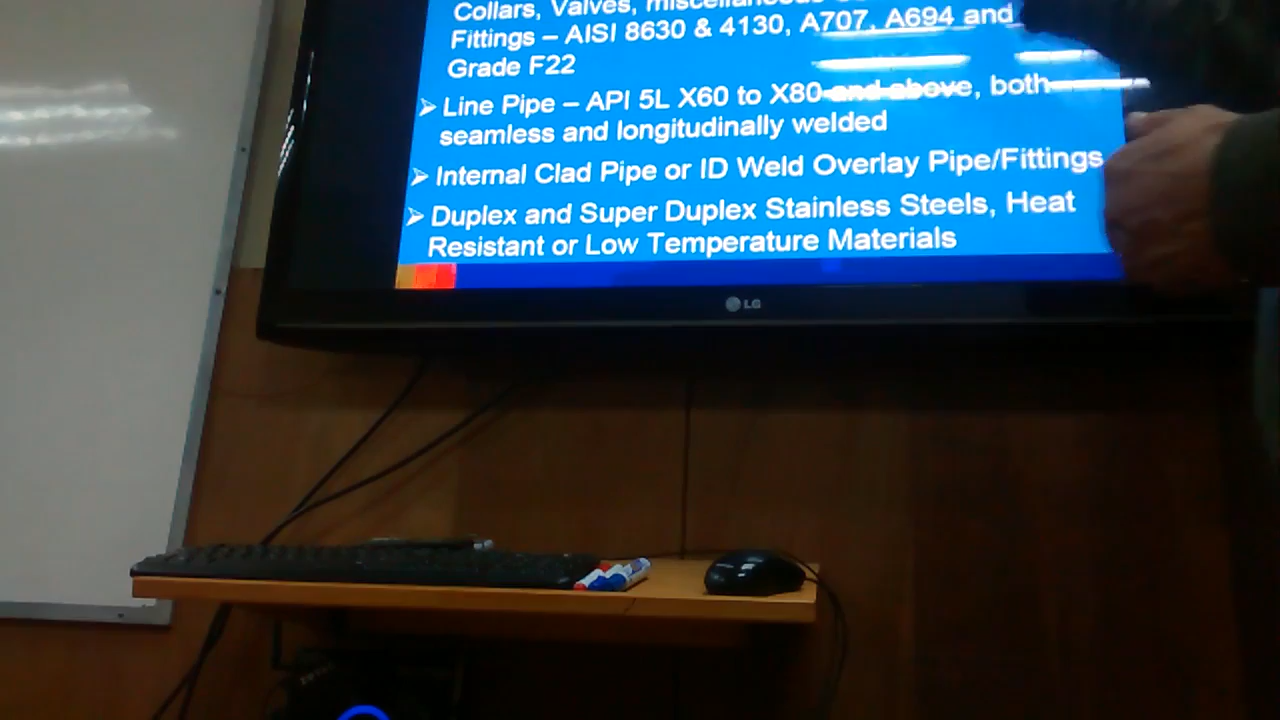 Collars, Valves, miscellaneous
Fittings – AISI 8630 & 4130, A707, A694 and
Grade F22
➢ Line Pipe – API 5L X60 to X80 and above, both
seamless and longitudinally welded
➢ Internal Clad Pipe or ID Weld Overlay Pipe/Fittings
➢ Duplex and Super Duplex Stainless Steels, Heat
Resistant or Low Temperature Materials
LG